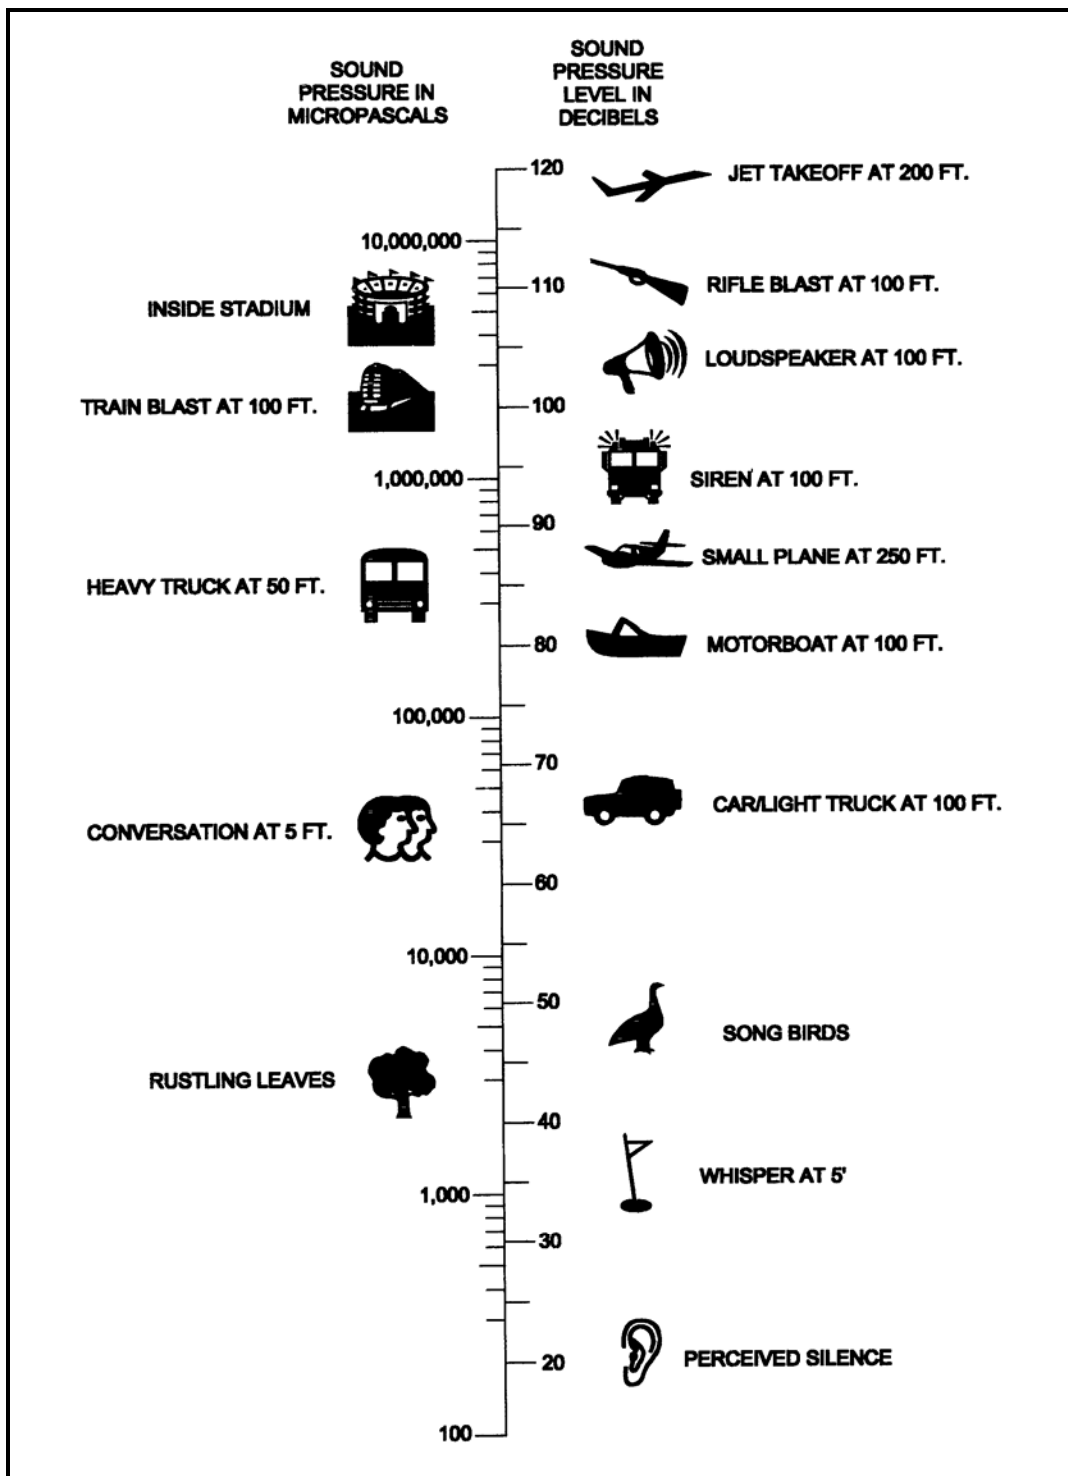 SOUND
PRESSURE IN
MICROPASCALS
SOUND
PRESSURE
LEVEL IN
DECIBELS
120
JET TAKEOFF AT 200 FT.
10,000,000
110
RIFLE BLAST AT 100 FT.
INSIDE STADIUM
LOUDSPEAKER AT 100 FT.
TRAIN BLAST AT 100 FT.
100
1,000,000
SIREN AT 100 FT.
90
SMALL PLANE AT 250 FT.
HEAVY TRUCK AT 50 FT.
80
MOTORBOAT AT 100 FT.
100,000
70
CAR/LIGHT TRUCK AT 100 FT.
CONVERSATION AT 5 FT.
60
10,000
50
SONG BIRDS
RUSTLING LEAVES
40
WHISPER AT 5'
1,000
30
20
PERCEIVED SILENCE
100